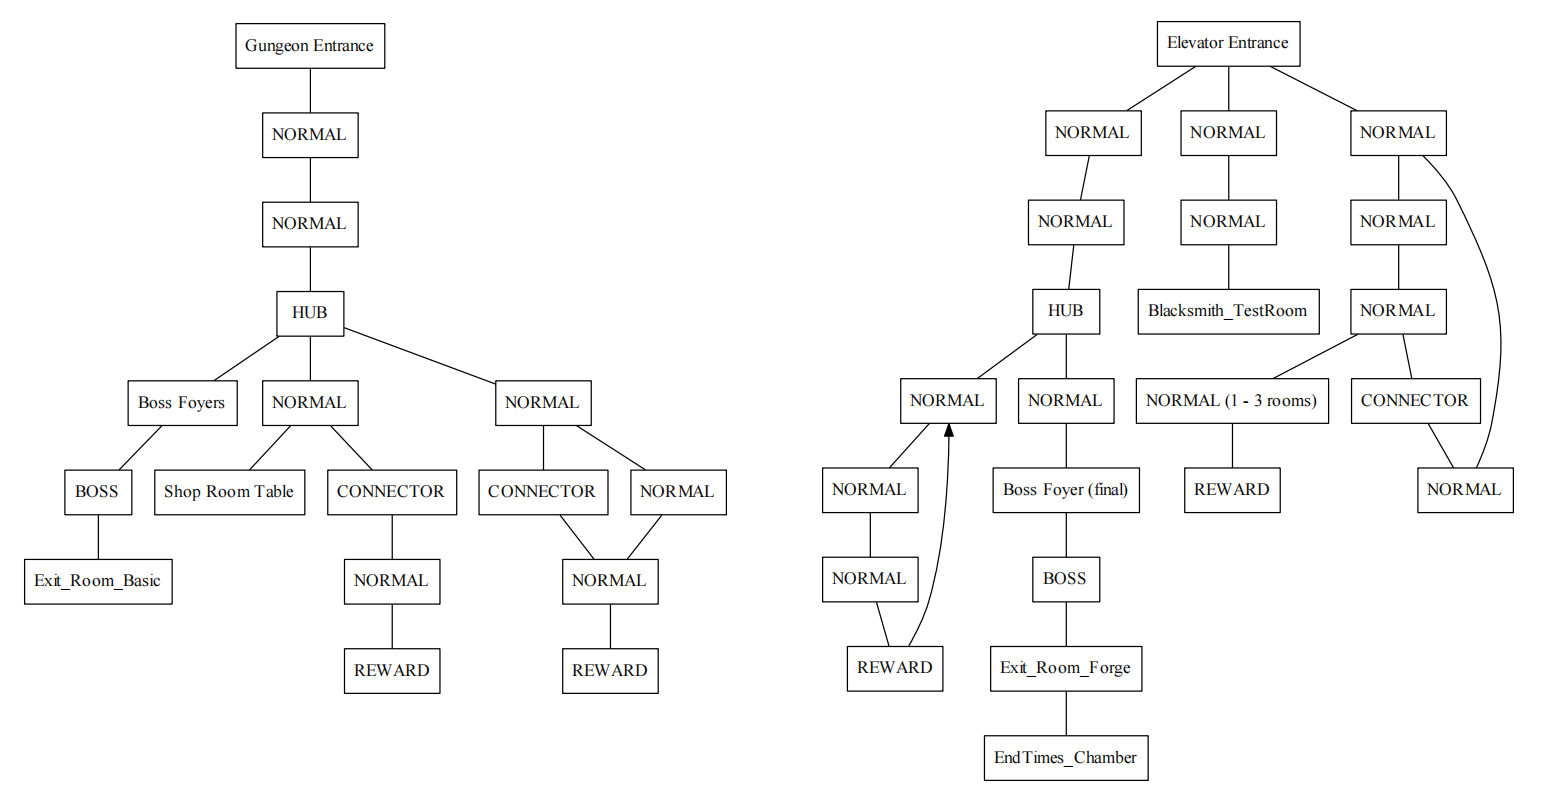 Gungeon Entrance
NORMAL
NORMAL
HUB
Boss Foyers
NORMAL
NORMAL
BOSS
Shop Room Table
CONNECTOR
CONNECTOR
NORMAL
Exit_Room_Basic
NORMAL
NORMAL
REWARD
REWARD
Elevator Entrance
NORMAL
NORMAL
NORMAL
NORMAL
NORMAL
NORMAL
HUB
Blacksmith_TestRoom
NORMAL
NORMAL
NORMAL
NORMAL (1 - 3 rooms)
CONNECTOR
NORMAL
Boss Foyer (final)
REWARD
NORMAL
NORMAL
BOSS
REWARD
Exit_Room_Forge
EndTimes_Chamber